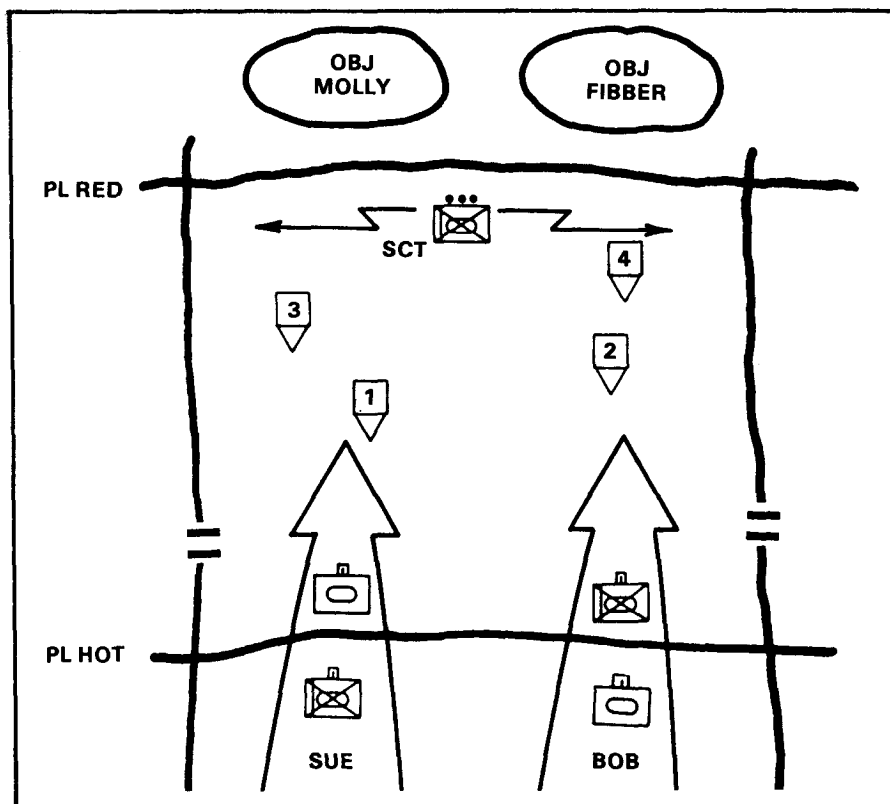 OBJ
MOLLY
OBJ
FIBBER
PL RED
SCT
4
3
2
1
PL HOT
SUE
BOB